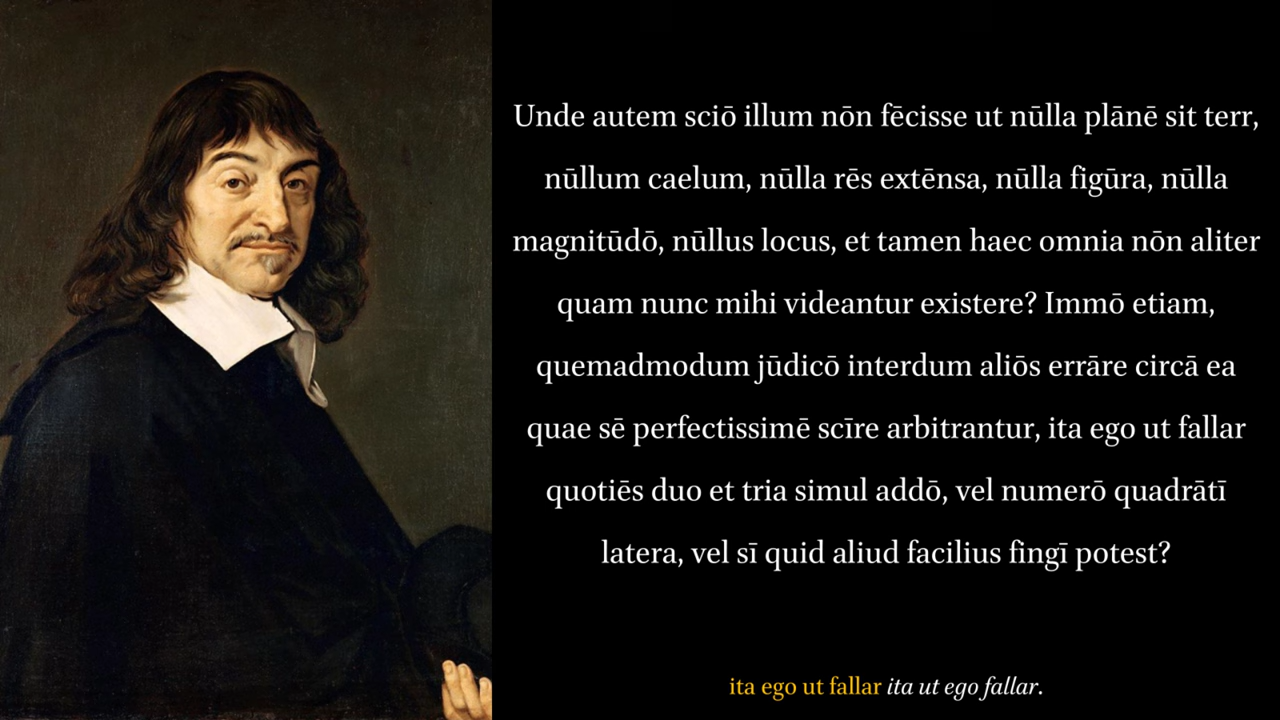 Unde autem sciō illum nōn fēcisse ut nūlla plānē sit terr,
nūllum caelum, nūlla rēs extēnsa, nūlla figūra, nūlla
magnitūdō, nūllus locus, et tamen haec omnia nōn aliter
quam nunc mihi videantur existere? Immō etiam,
quemadmodum jūdicō interdum aliōs errāre circā ea
quae sē perfectissimē scīre arbitrantur, ita ego ut fallar
quotiēs duo et tria simul addō, vel numerō quadrātī
latera, vel sī quid aliud facilius fingī potest?
ita ego ut fallar ita ut ego fallar.